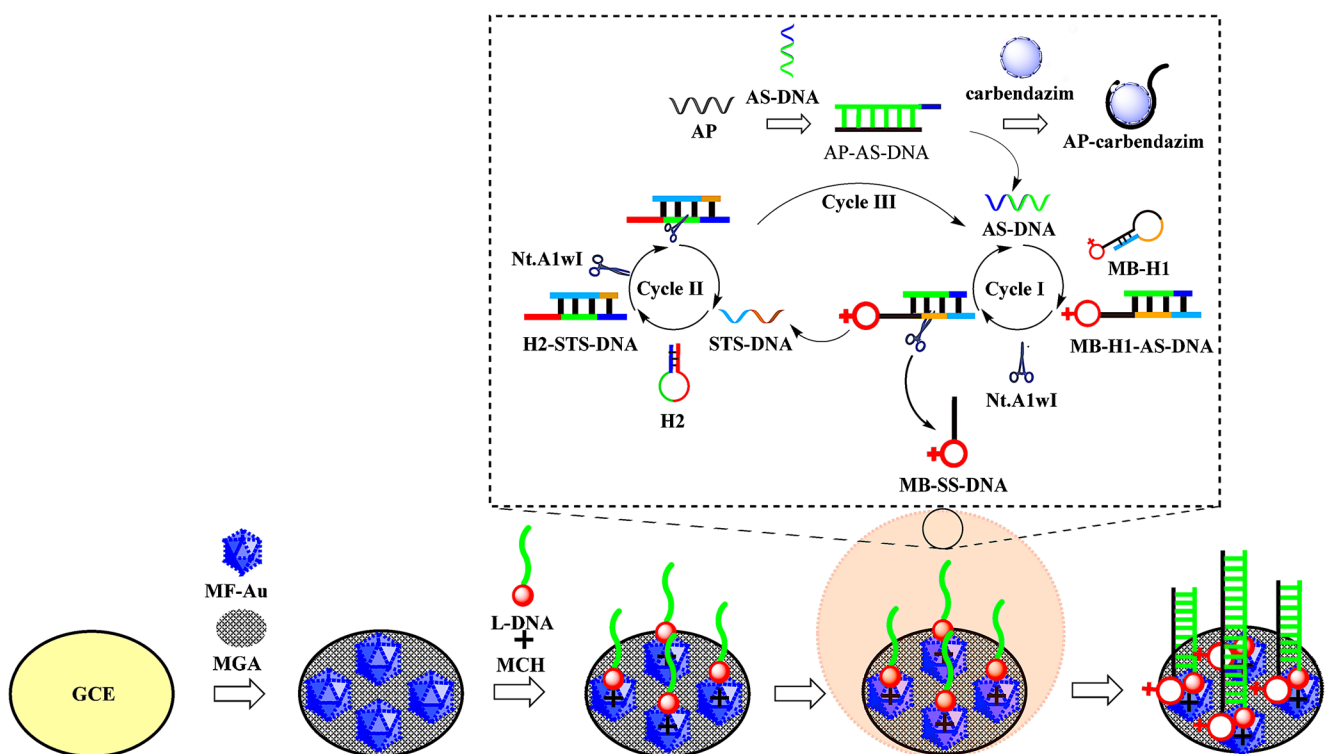 AS-DNA
carbendazim
AP
AP-AS-DNA
AP-carbendazim
Cycle III
AS-DNA
MB-H1
Nt.A1wI
Cycle II
Cycle I
H2-STS-DNA
STS-DNA
MB-H1-AS-DNA
Nt.A1wI
H2
MB-SS-DNA
MF-Au
L-DNA
+
MCH
MGA
GCE